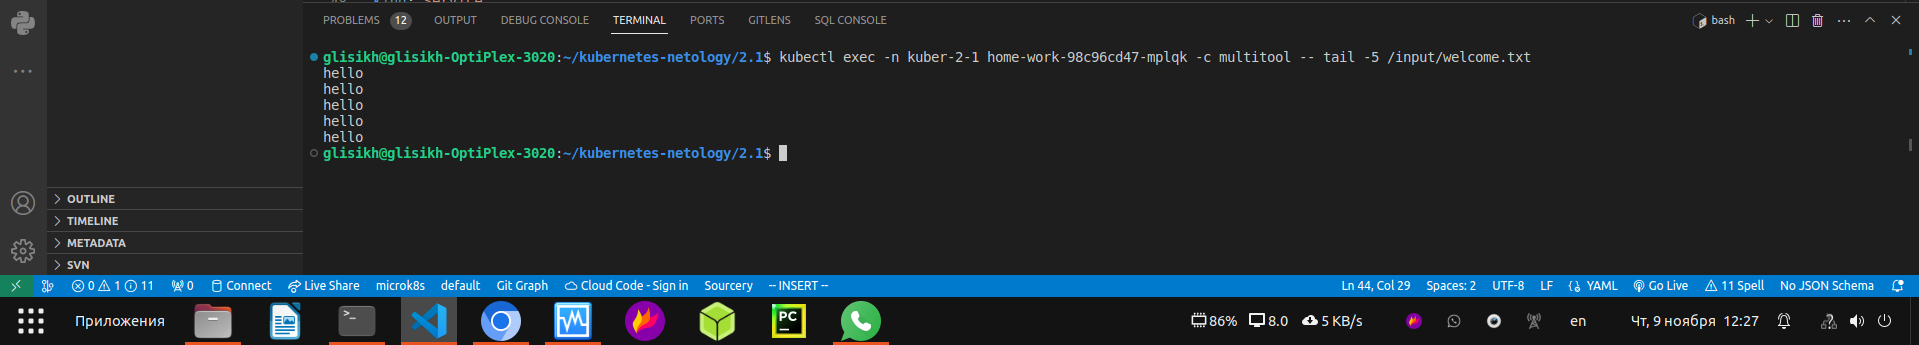 PROBLEMS 12 OUTPUT DEBUG CONSOLE TERMINAL PORTS GITLENS SQL CONSOLE bash
glisikh@glisikh-OptiPlex-3020:~/kubernetes-netology/2.1$ kubectl exec -n kuber-2-1 home-work-98c96cd47-mplqk -c multitool -- tail -5 /input/welcome.txt
hello
hello
hello
hello
hello
glisikh@glisikh-OptiPlex-3020:~/kubernetes-netology/2.1$
OUTLINE
TIMELINE
METADATA
SVN
0 1 11 0 Connect Live Share microk8s default Git Graph Cloud Code - Sign in Sourcery -- INSERT -- Ln 44, Col 29 Spaces: 2 UTF-8 LF YAML Go Live 11 Spell No JSON Schema
Приложения >_ PC 86% 8.0 5 KB/s en Чт, 9 ноября 12:27